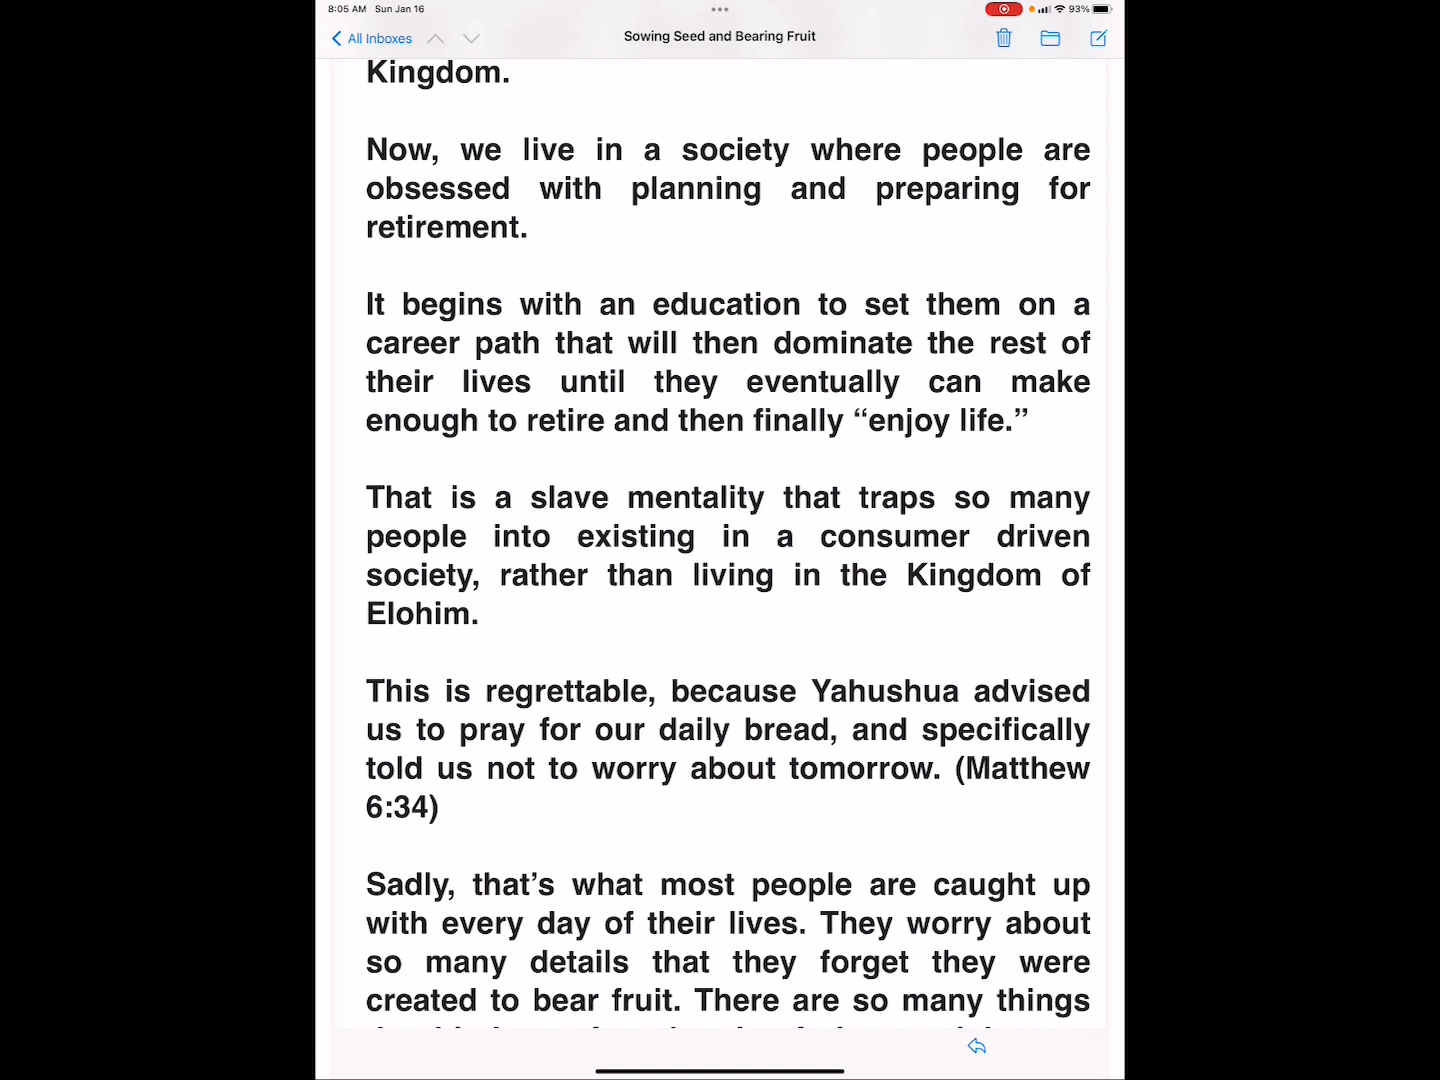 8:05 AM Sun Jan 16
93%
All Inboxes
Sowing Seed and Bearing Fruit
Kingdom.
Now, we live in a society where people are
obsessed with planning and preparing for
retirement.
It begins with an education to set them on a
career path that will then dominate the rest of
their lives until they eventually can make
enough to retire and then finally “enjoy life.”
That is a slave mentality that traps so many
people into existing in a consumer driven
society, rather than living in the Kingdom of
Elohim.
This is regrettable, because Yahushua advised
us to pray for our daily bread, and specifically
told us not to worry about tomorrow. (Matthew
6:34)
Sadly, that’s what most people are caught up
with every day of their lives. They worry about
so many details that they forget they were
created to bear fruit. There are so many things